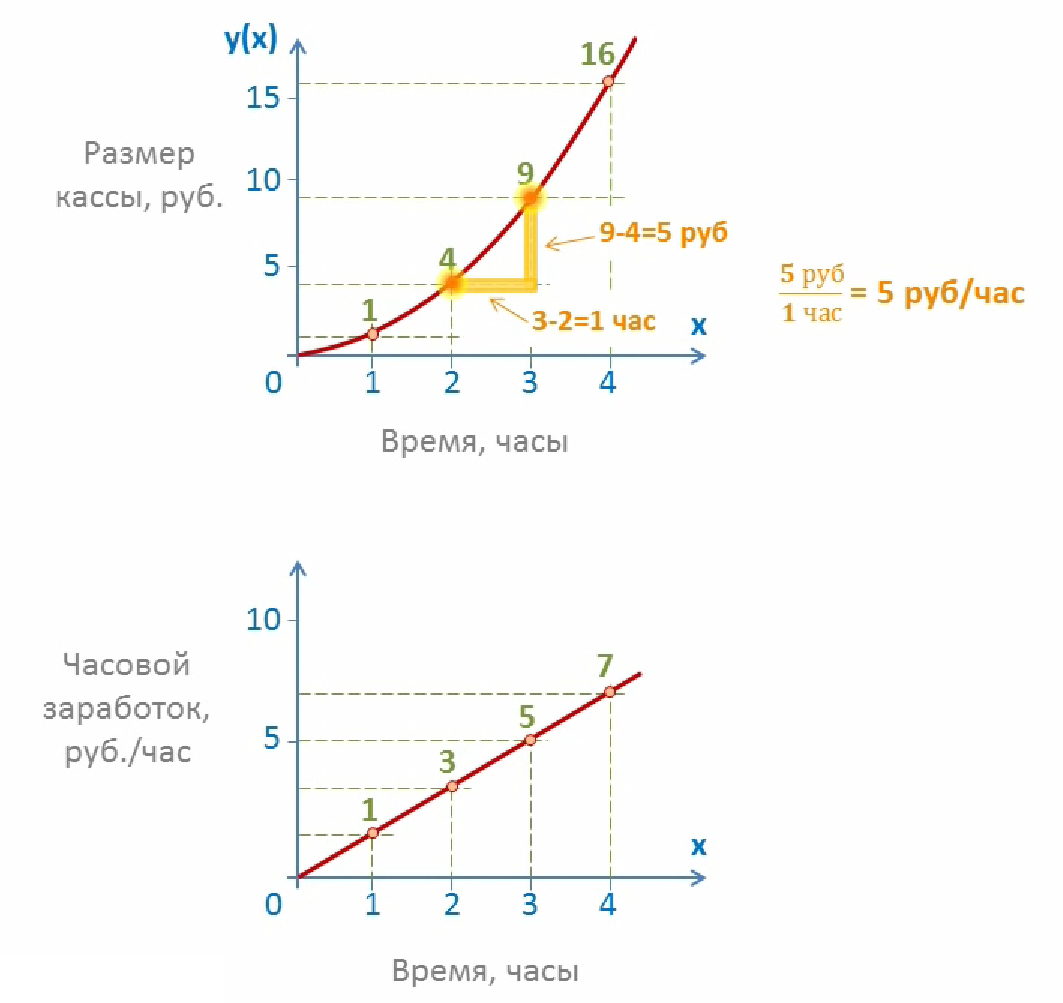 y(x)
16
15
Размер
кассы, руб.
10
9
9-4=5 руб
5
4
5 руб
1 час
= 5 руб/час
3-2=1 час
1
x
0
1
2
3
4
Время, часы
10
Часовой
заработок,
руб./час
7
5
5
3
1
x
0
1
2
3
4
Время, часы